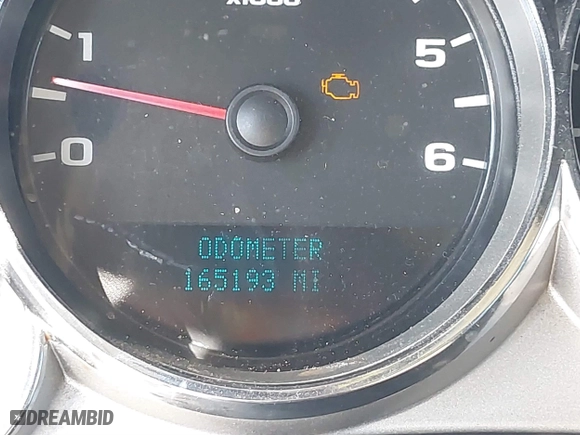 x1000
1
5
0
6
ODOMETER
165193 MI
DREAMBID